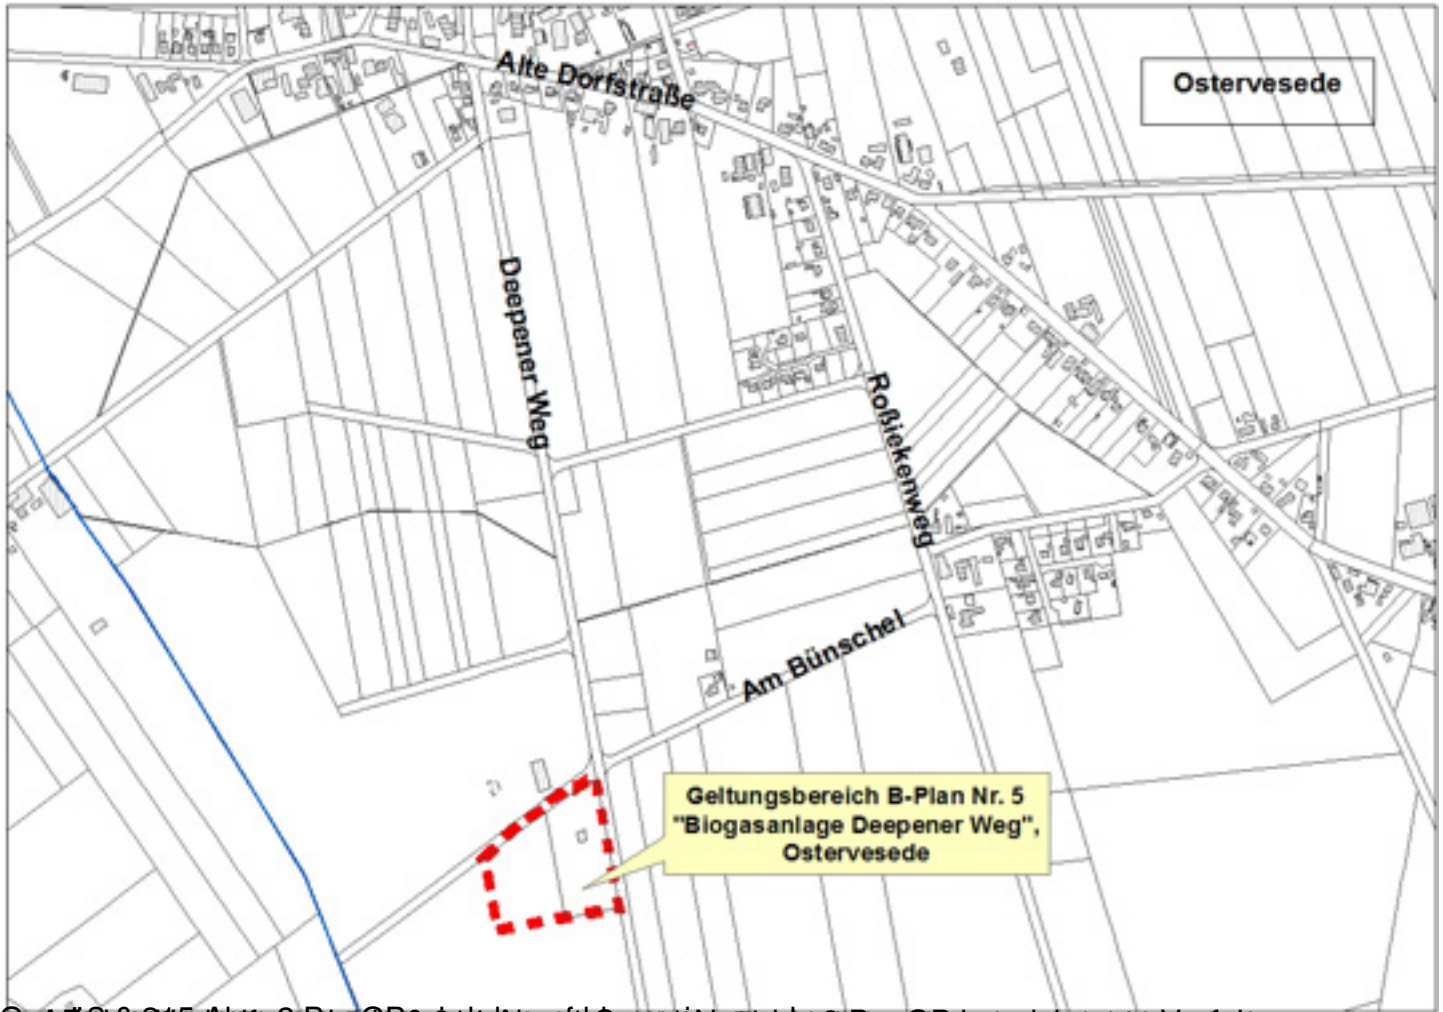 Alte Dorfstraße
Ostervesede
Deepener Weg
Roßiekenweg
Am Bünschel
Geltungsbereich B-Plan Nr. 5
"Biogasanlage Deepener Weg",
Ostervesede